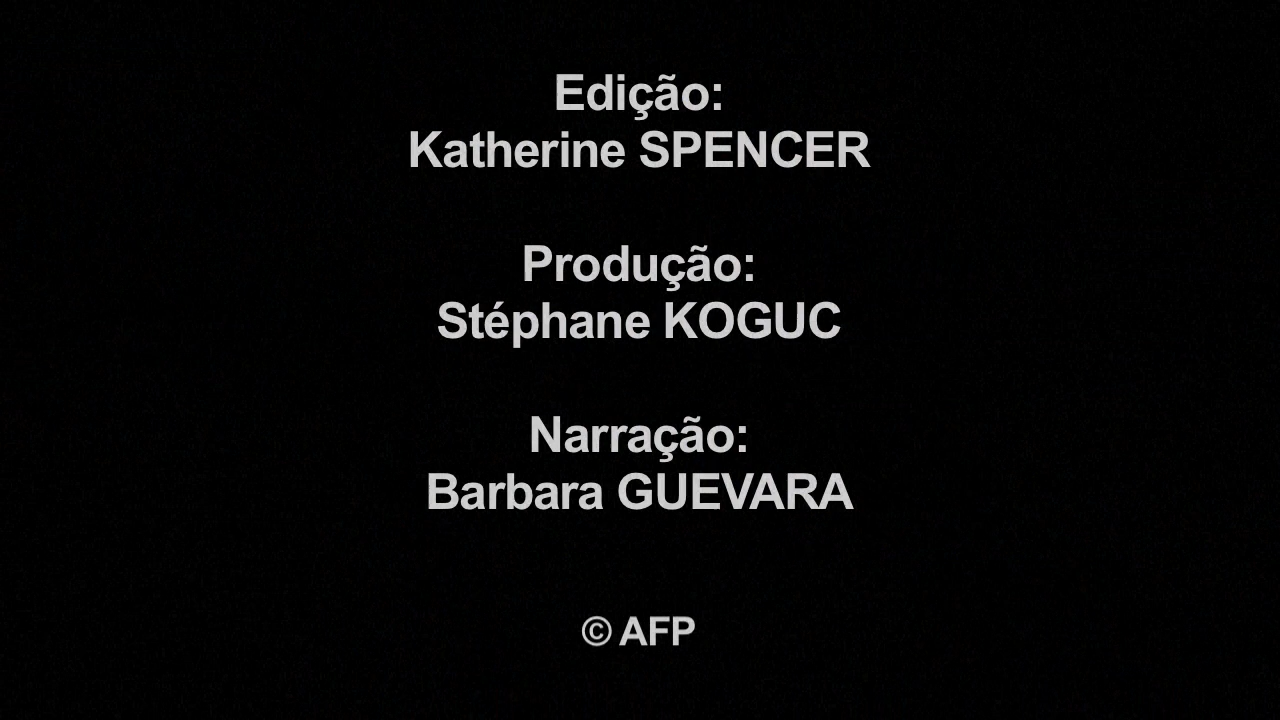 Edição:
Katherine SPENCER
Produção:
Stéphane KOGUC
Narração:
Barbara GUEVARA
© AFP